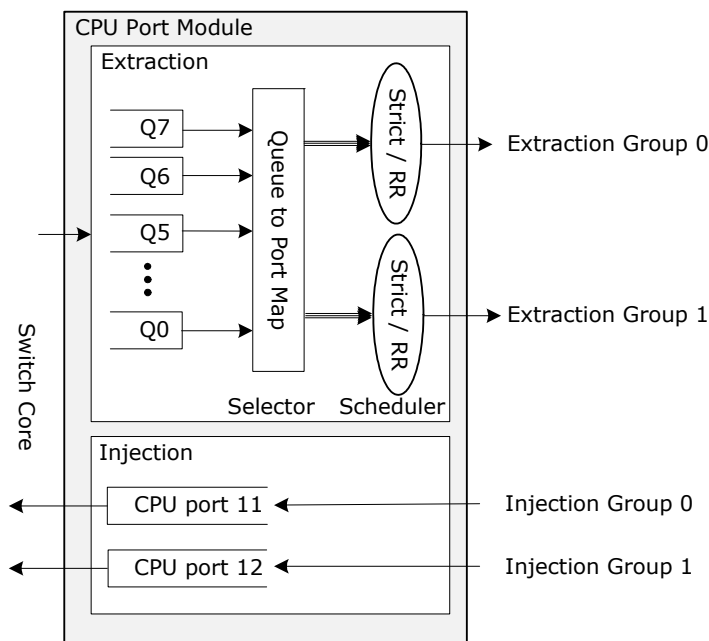 CPU Port Module
Extraction
Q7
Q6
Q5
Q0
Queue to Port Map
Strict / RR
Strict / RR
Extraction Group 0
Extraction Group 1
Selector
Scheduler
Switch Core
Injection
CPU port 11
Injection Group 0
CPU port 12
Injection Group 1